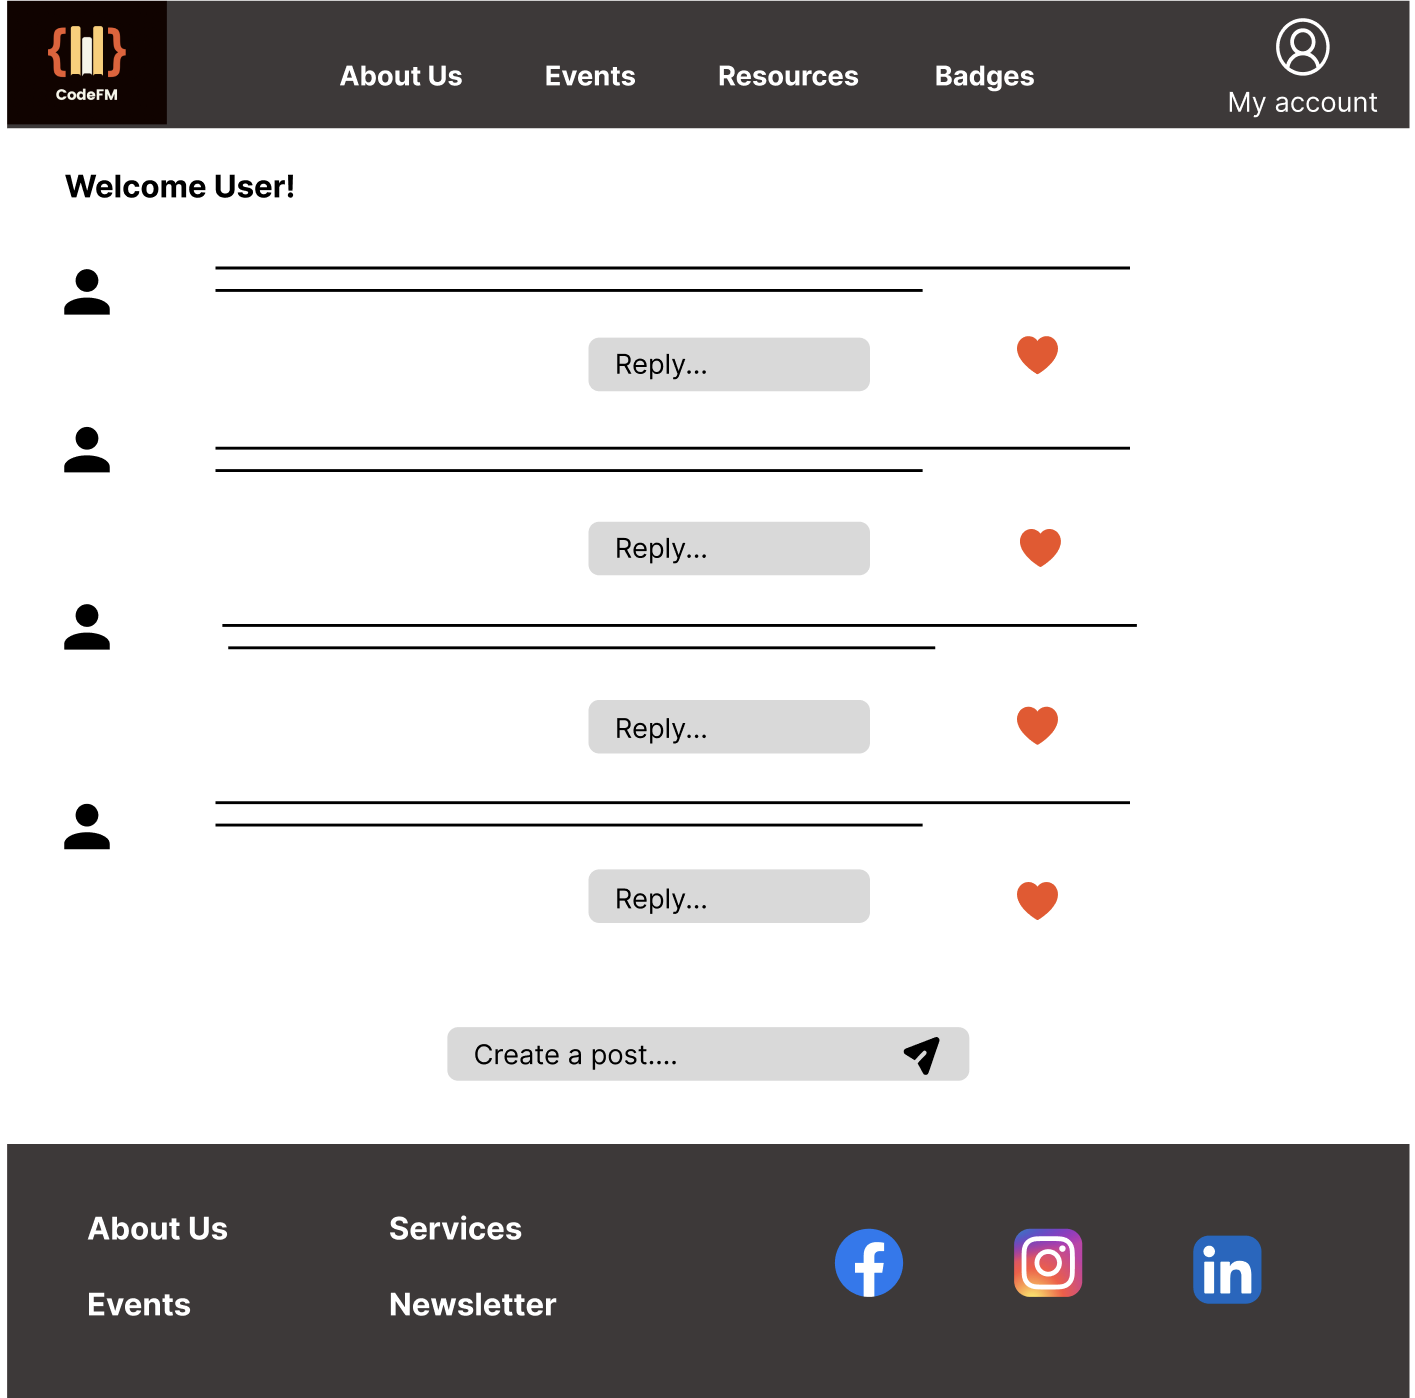 CodeFM
About Us
Events
Resources
Badges
My account
Welcome User!
Reply...
Reply...
Reply...
Reply...
Create a post....
About Us
Services
Events
Newsletter
in